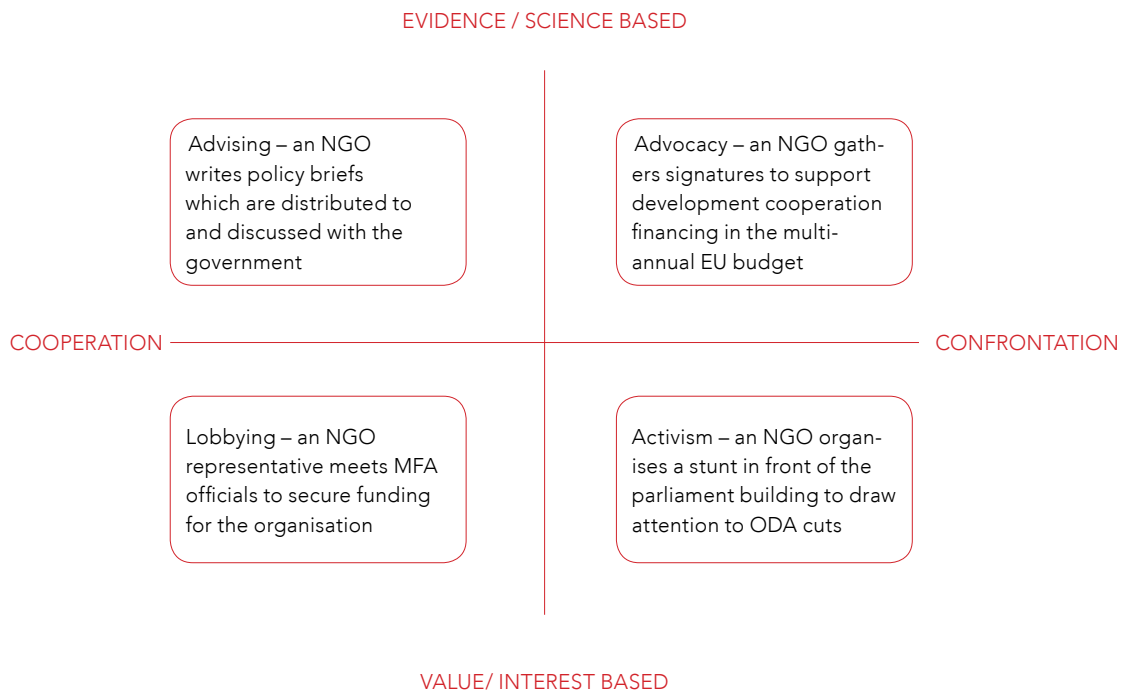 EVIDENCE / SCIENCE BASED
Advising – an NGO
writes policy briefs
which are distributed to
and discussed with the
government
Advocacy – an NGO gath-
ers signatures to support
development cooperation
financing in the multi-
annual EU budget
COOPERATION
CONFRONTATION
Lobbying – an NGO
representative meets MFA
officials to secure funding
for the organisation
Activism – an NGO organ-
ises a stunt in front of the
parliament building to draw
attention to ODA cuts
VALUE/ INTEREST BASED